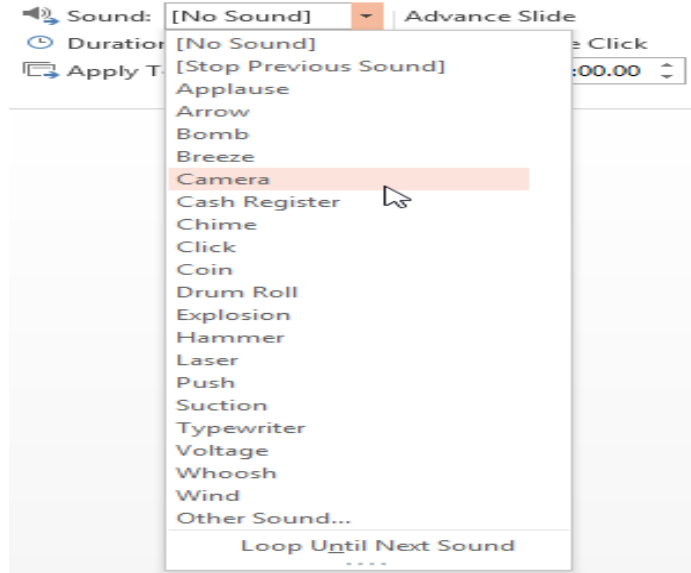 Sound: [No Sound] Advance Slide
Duration Click
Apply T :00.00
[No Sound]
[Stop Previous Sound]
Applause
Arrow
Bomb
Breeze
Camera
Cash Register
Chime
Click
Coin
Drum Roll
Explosion
Hammer
Laser
Push
Suction
Typewriter
Voltage
Whoosh
Wind
Other Sound...
Loop Until Next Sound